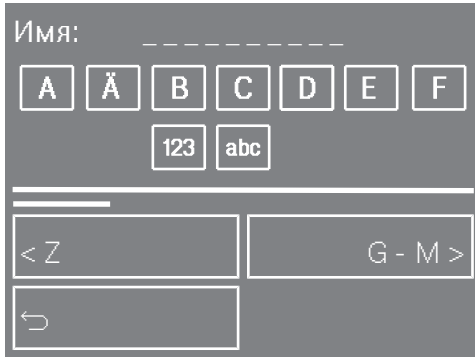 Имя: _ _ _ _ _ _ _ _ _ _
A Ä B C D E F
123 abc
< Z G - M >